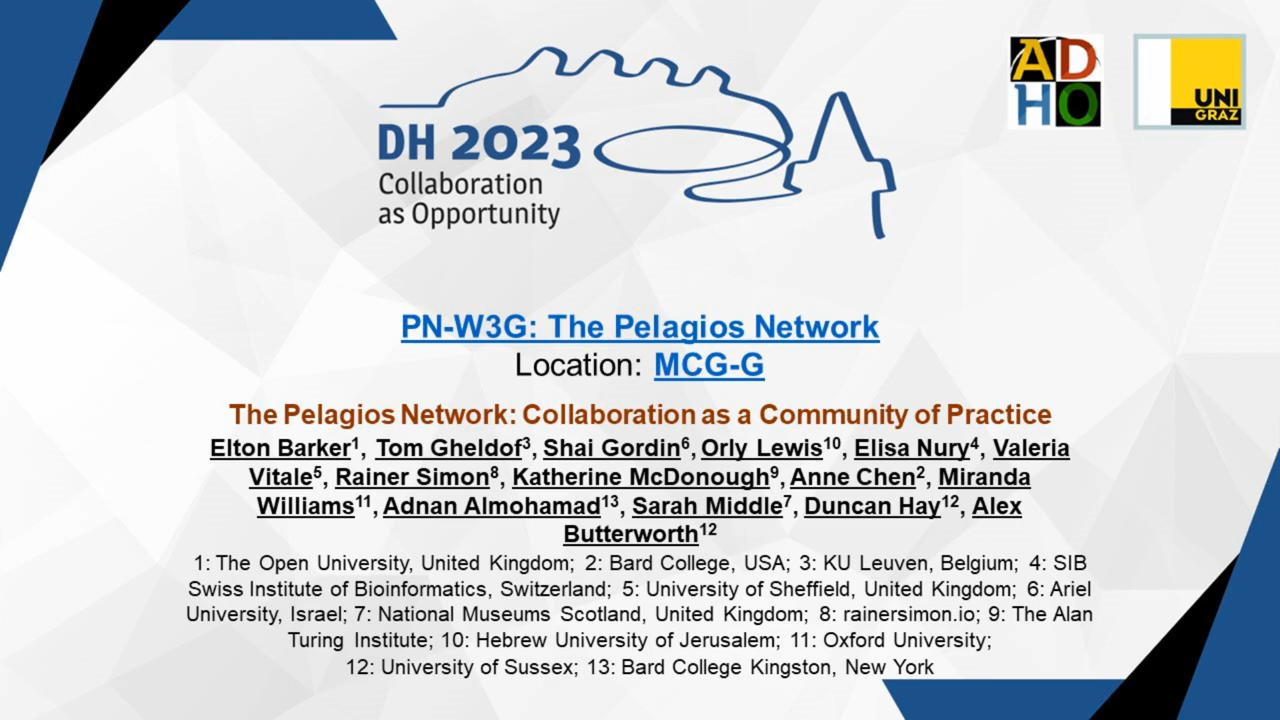 AD
HO
UNI
GRAZ
DH 2023
Collaboration
as Opportunity
PN-W3G: The Pelagios Network
Location: MCG-G
The Pelagios Network: Collaboration as a Community of Practice
Elton Barker1, Tom Gheldof3, Shai Gordin6, Orly Lewis10, Elisa Nury4, Valeria
Vitale5, Rainer Simon8, Katherine McDonough9, Anne Chen2, Miranda
Williams11, Adnan Almohamad13, Sarah Middle7, Duncan Hay12, Alex
Butterworth12
1: The Open University, United Kingdom; 2: Bard College, USA; 3: KU Leuven, Belgium; 4: SIB
Swiss Institute of Bioinformatics, Switzerland; 5: University of Sheffield, United Kingdom; 6: Ariel
University, Israel; 7: National Museums Scotland, United Kingdom; 8: rainersimon.io; 9: The Alan
Turing Institute; 10: Hebrew University of Jerusalem; 11: Oxford University;
12: University of Sussex; 13: Bard College Kingston, New York